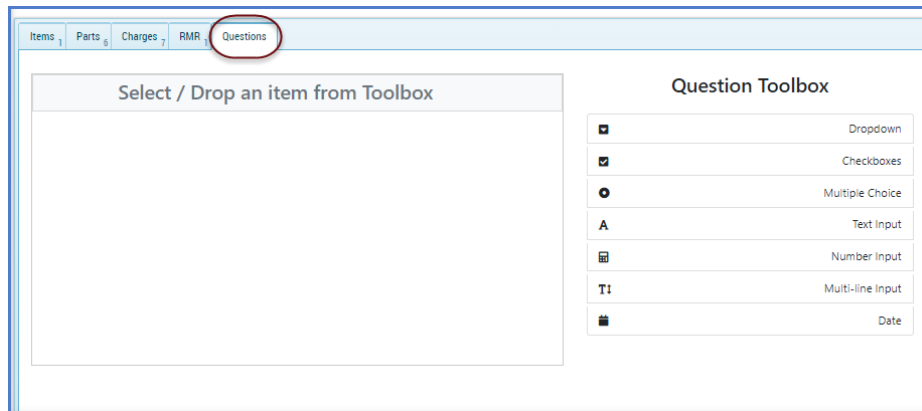 Items 1 Parts 6 Charges 7 RMR 1 Questions
Select / Drop an item from Toolbox
Question Toolbox
Dropdown
Checkboxes
Multiple Choice
Text Input
Number Input
Multi-line Input
Date